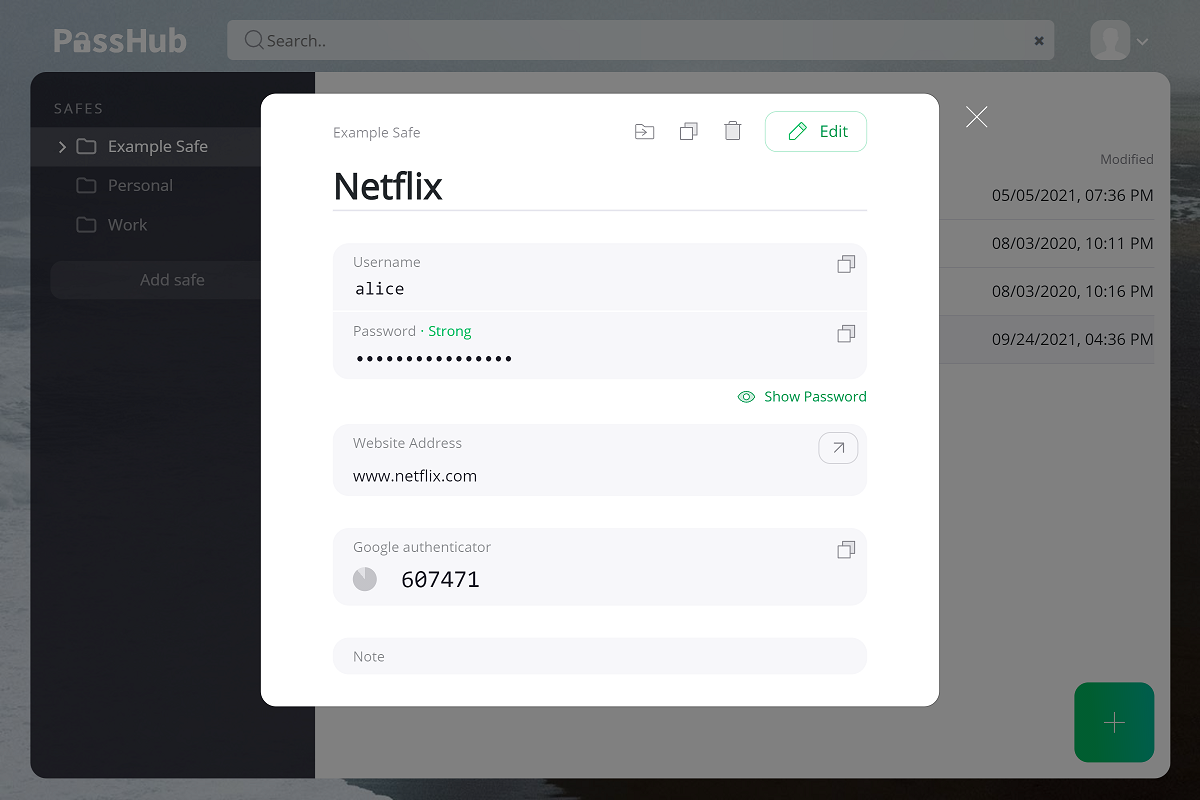 PassHub
Search..
SAFES
Example Safe
Personal
Work
Add safe
Example Safe
Edit
Netflix
Username
alice
Password · Strong
••••••••••••••••
Show Password
Website Address
www.netflix.com
Google authenticator
607471
Note
Modified
05/05/2021, 07:36 PM
08/03/2020, 10:11 PM
08/03/2020, 10:16 PM
09/24/2021, 04:36 PM